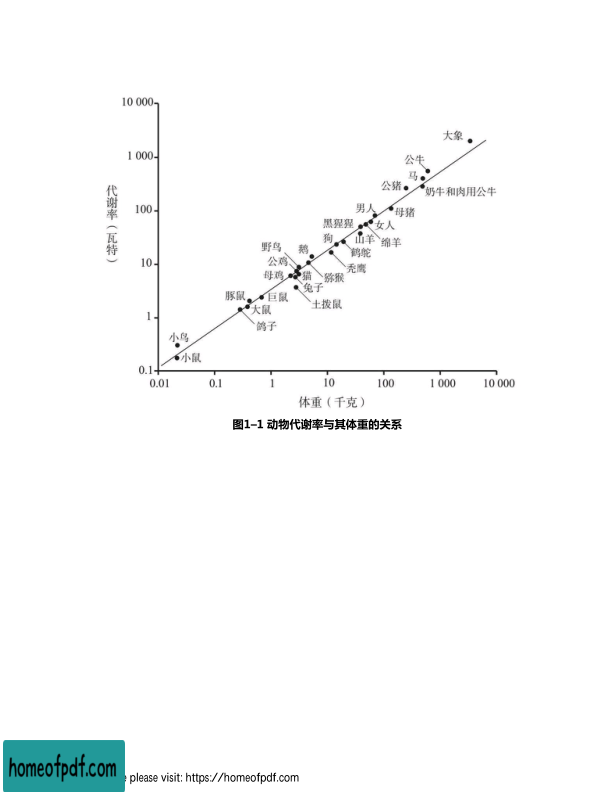 10 000
大象
公牛
1 000
马
公猪
奶牛和肉用公牛
代谢率（瓦特）
男人
母猪
100
黑猩猩
女人
狗
山羊
绵羊
鹅
鹤鸵
野鸟
秃鹰
公鸡
10
母鸡
猫
猕猴
兔子
豚鼠
巨鼠
土拨鼠
大鼠
1
鸽子
小鸟
小鼠
0.1
0.01
0.1
1
10
100
1 000
10 000
体重（千克）
图1–1 动物代谢率与其体重的关系
homeofpdf.com
please visit: https://homeofpdf.com